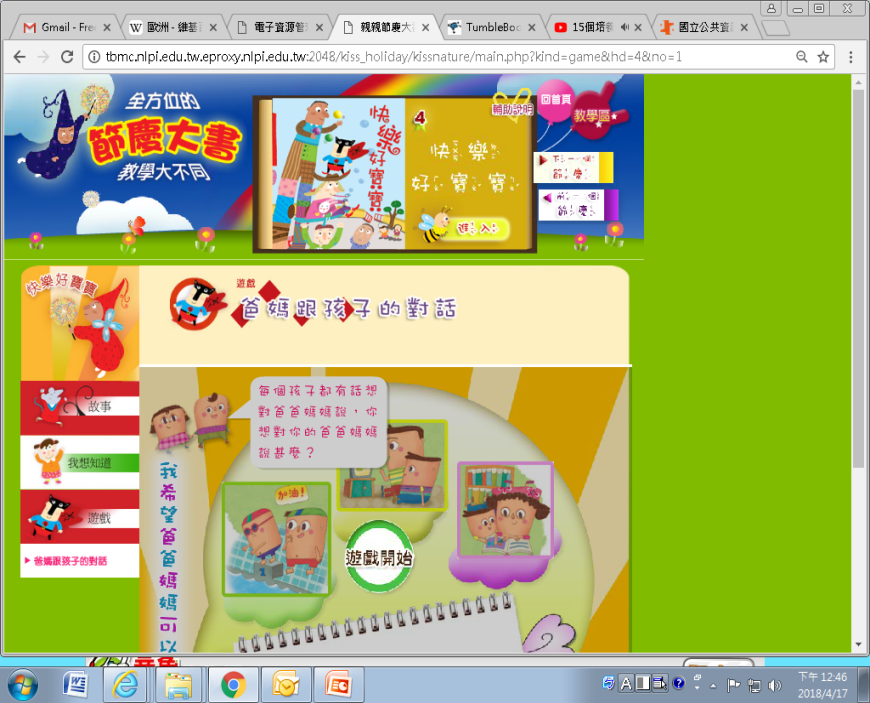 Gmail - Fre
歐洲 - 維基
電子資源管
親親節慶大
TumbleBo
15個培
國立公共資
tbmc.nlpi.edu.tw.eproxy.nlpi.edu.tw:2048/kiss_holiday/kissnature/main.php?kind=game&hd=4&no=1
全方位的
節慶大書
教學大不同
快樂好寶寶
4
快樂
好寶寶
進入
輔助說明
回首頁
教學區
下一個
節慶
前一個
節慶
快樂好寶寶
故事
我想知道
遊戲
爸媽跟孩子的對話
遊戲
爸媽跟孩子的對話
每個孩子都有話想
對爸爸媽媽說，你
想對你的爸爸媽媽
說甚麼？
加油！
1
遊戲開始
我希望爸爸媽媽可以
下午 12:46
2018/4/17